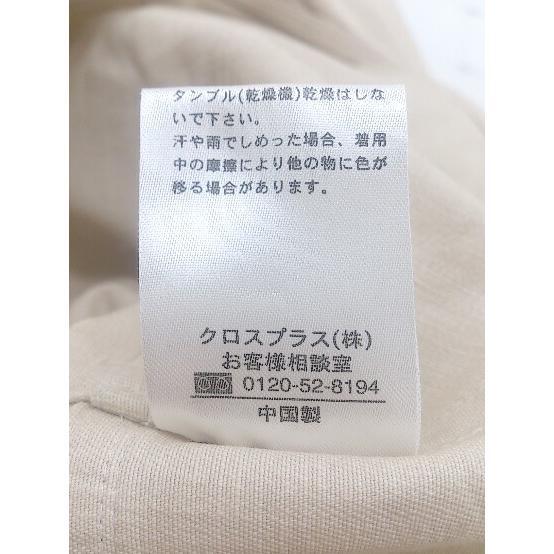 タンブル(乾燥機)乾燥はしな
いで下さい。
汗や雨でしめった場合、着用
中の摩擦により他の物に色が
移る場合があります。
クロスプラス(株)
お客様相談室
0120-52-8194
中国製